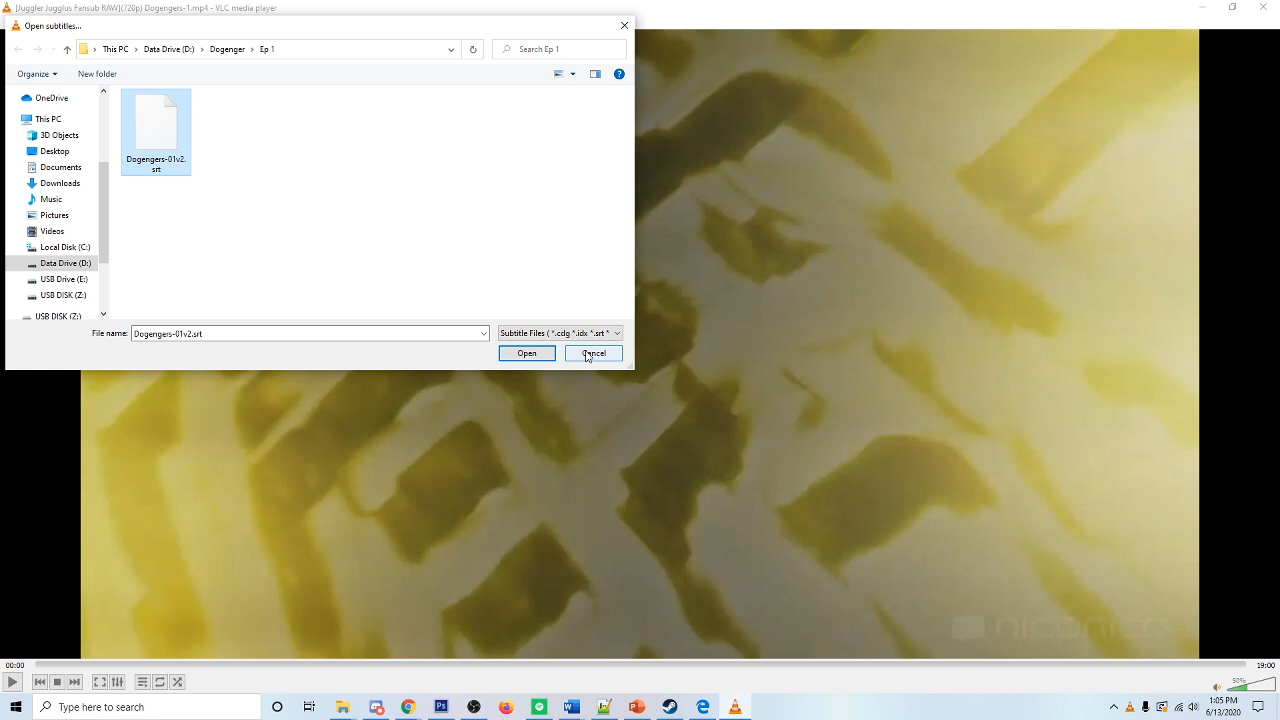 [Juggler Jugglus Fansub RAW](720p) Dogengers-1.mp4 - VLC media player
Open subtitles...
This PC > Data Drive (D:) > Dogenger > Ep 1
Search Ep 1
Organize
New folder
OneDrive
This PC
3D Objects
Desktop
Documents
Downloads
Music
Pictures
Videos
Local Disk (C:)
Data Drive (D:)
USB Drive (E:)
USB DISK (Z:)
USB DISK (Z:)
Dogengers-01v2.
srt
File name:
Dogengers-01v2.srt
Subtitle Files ( *.cdg *.idx *.srt *
Open
Cancel
niconico
00:00
19:00
50%
Type here to search
1:05 PM
6/13/2020